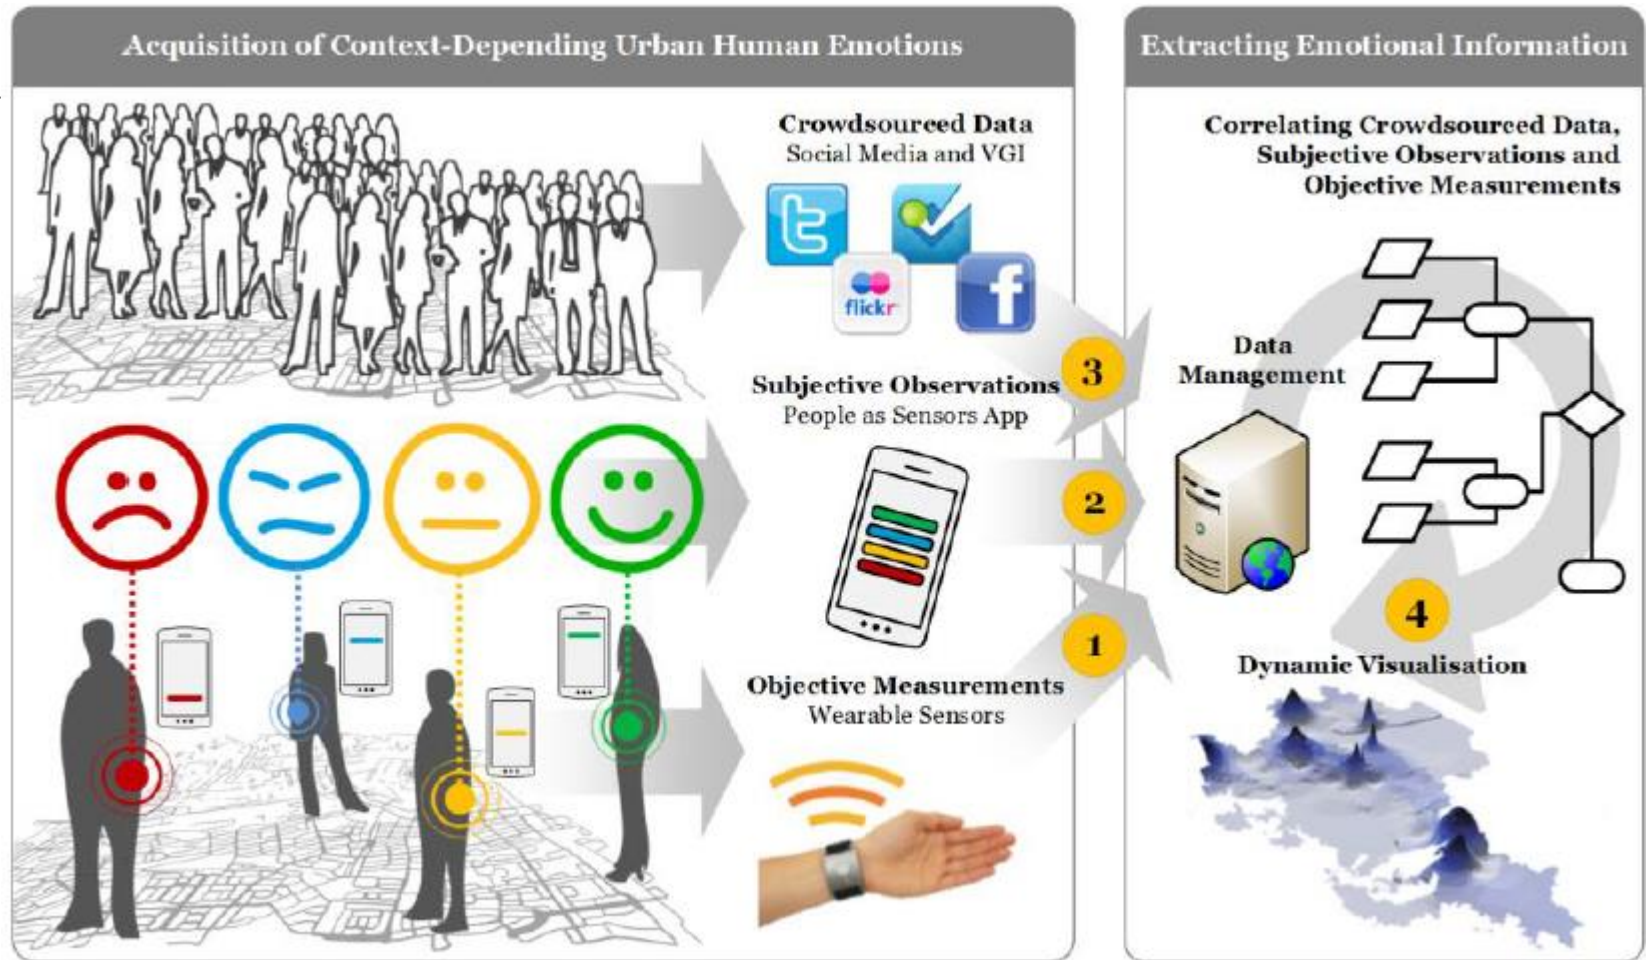 Acquisition of Context-Depending Urban Human Emotions
Crowdsourced Data
Social Media and VGI
t
flickr
f
3
Subjective Observations
People as Sensors App
2
1
Objective Measurements
Wearable Sensors
Extracting Emotional Information
Correlating Crowdsourced Data,
Subjective Observations and
Objective Measurements
Data
Management
4
Dynamic Visualisation